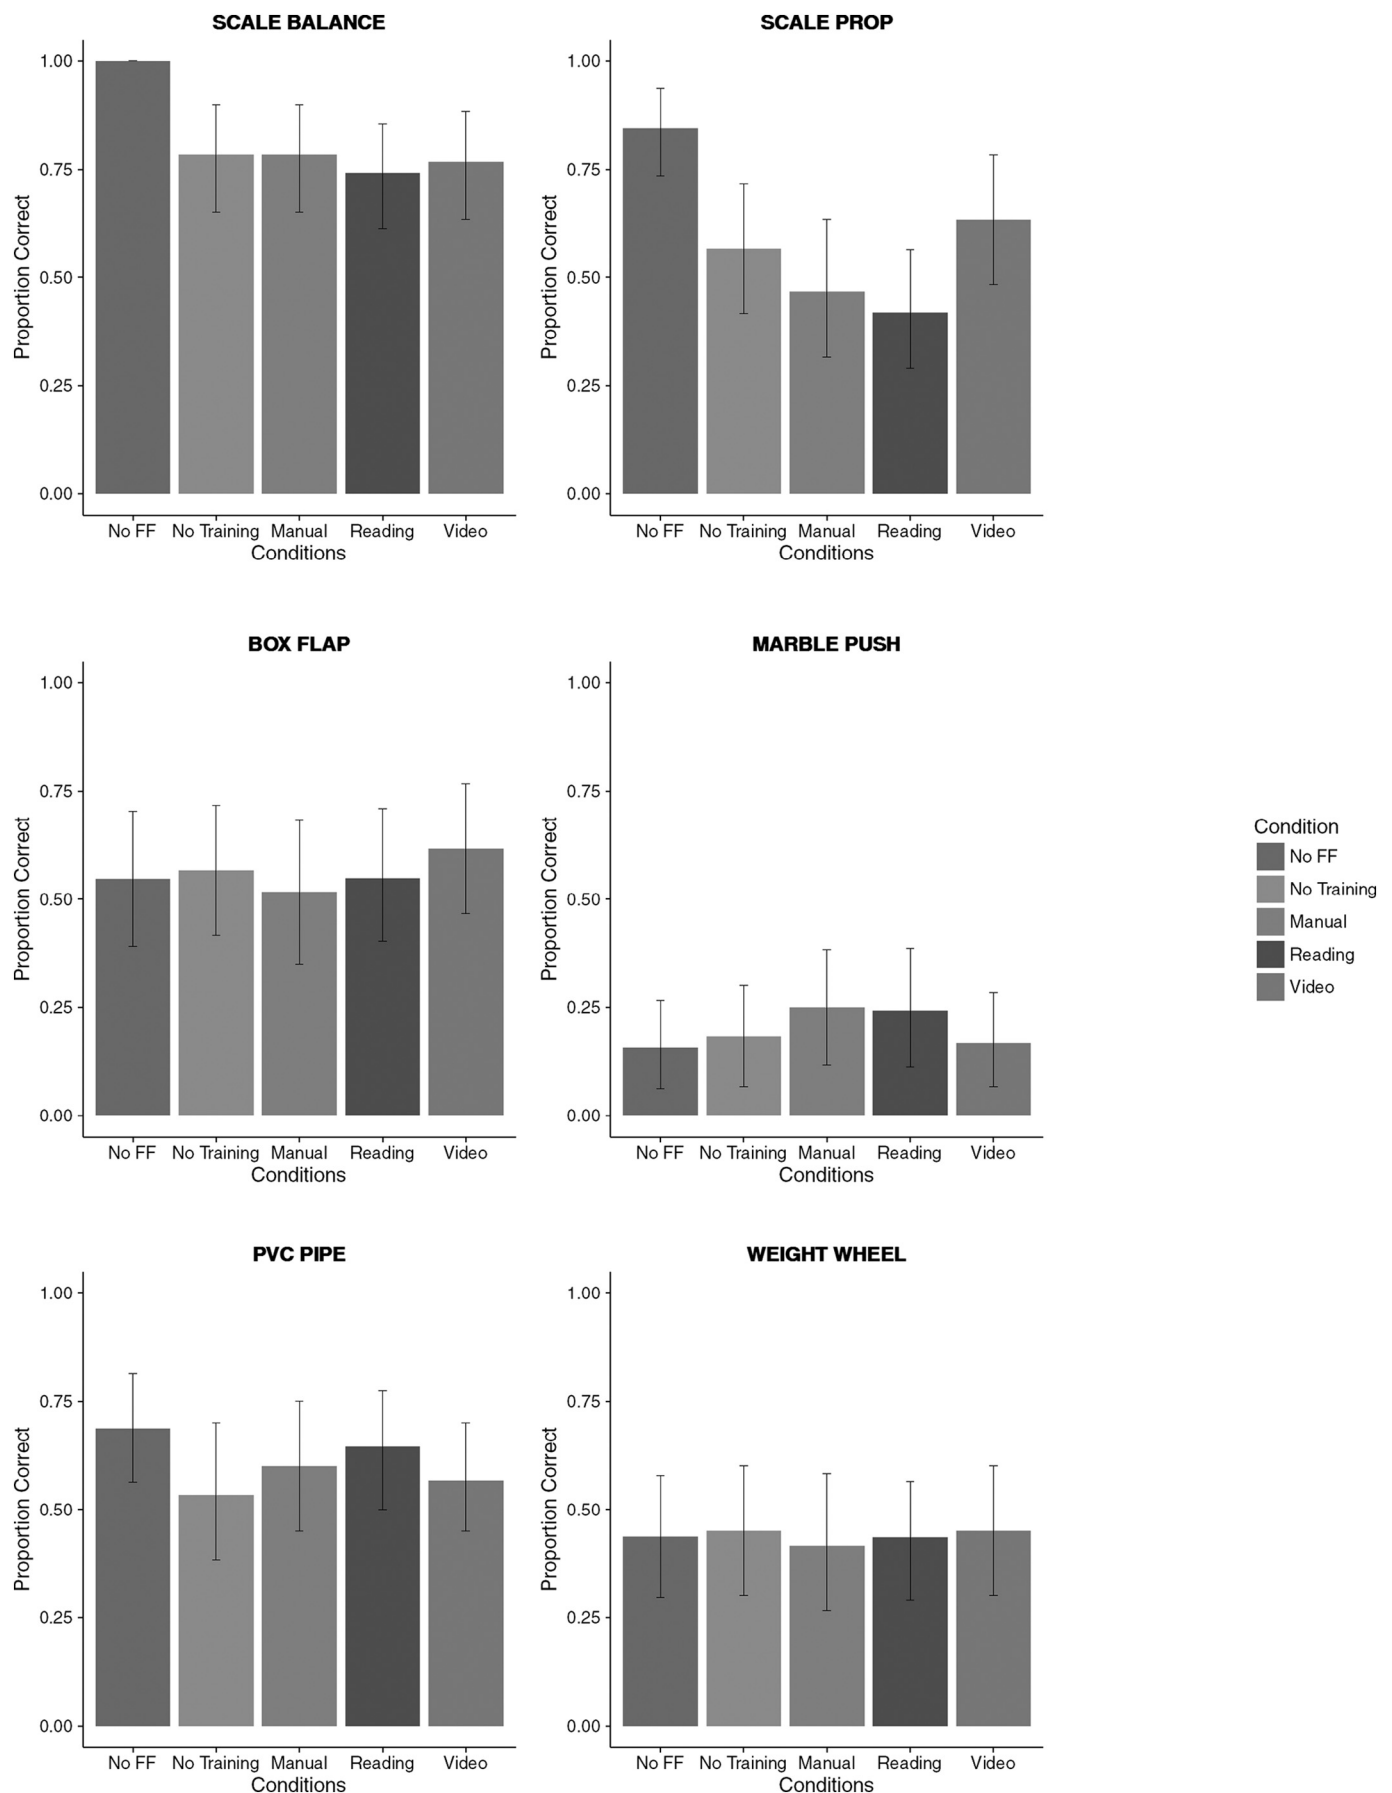 SCALE BALANCE
Proportion Correct
1.00
0.75
0.50
0.25
0.00
No FF No Training Manual Reading Video
Conditions
SCALE PROP
Proportion Correct
1.00
0.75
0.50
0.25
0.00
No FF No Training Manual Reading Video
Conditions
BOX FLAP
Proportion Correct
1.00
0.75
0.50
0.25
0.00
No FF No Training Manual Reading Video
Conditions
MARBLE PUSH
Proportion Correct
1.00
0.75
0.50
0.25
0.00
No FF No Training Manual Reading Video
Conditions
Condition
No FF
No Training
Manual
Reading
Video
PVC PIPE
Proportion Correct
1.00
0.75
0.50
0.25
0.00
No FF No Training Manual Reading Video
Conditions
WEIGHT WHEEL
Proportion Correct
1.00
0.75
0.50
0.25
0.00
No FF No Training Manual Reading Video
Conditions